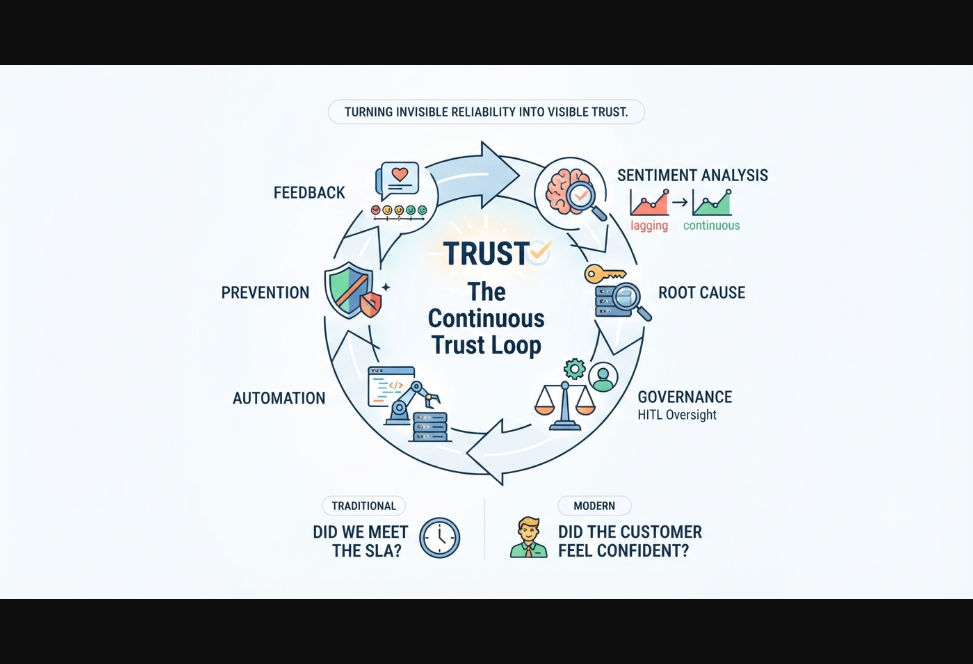 TURNING INVISIBLE RELIABILITY INTO VISIBLE TRUST.
FEEDBACK
SENTIMENT ANALYSIS
lagging
continuous
TRUST
The
Continuous
Trust Loop
PREVENTION
ROOT CAUSE
AUTOMATION
</>
GOVERNANCE
HITL Oversight
TRADITIONAL
DID WE MEET
THE SLA?
MODERN
DID THE CUSTOMER
FEEL CONFIDENT?